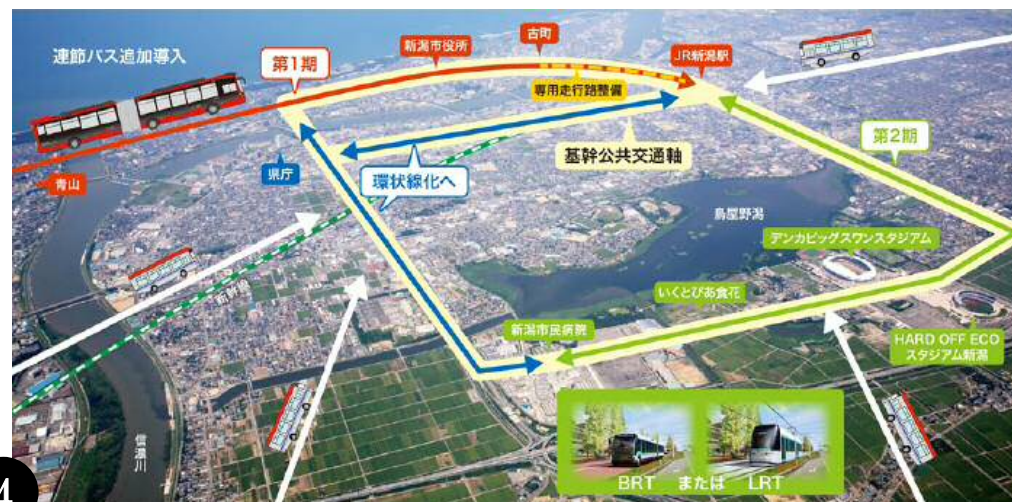 連節バス追加導入
第1期
新潟市役所
古町
JR新潟駅
専用走行路整備
第2期
基幹公共交通軸
県庁
環状線化へ
青山
鳥屋野潟
デンカビッグスワンスタジアム
新幹線
いくとぴあ食花
新潟市民病院
HARD OFF ECO
スタジアム新潟
信濃川
BRT または LRT
4